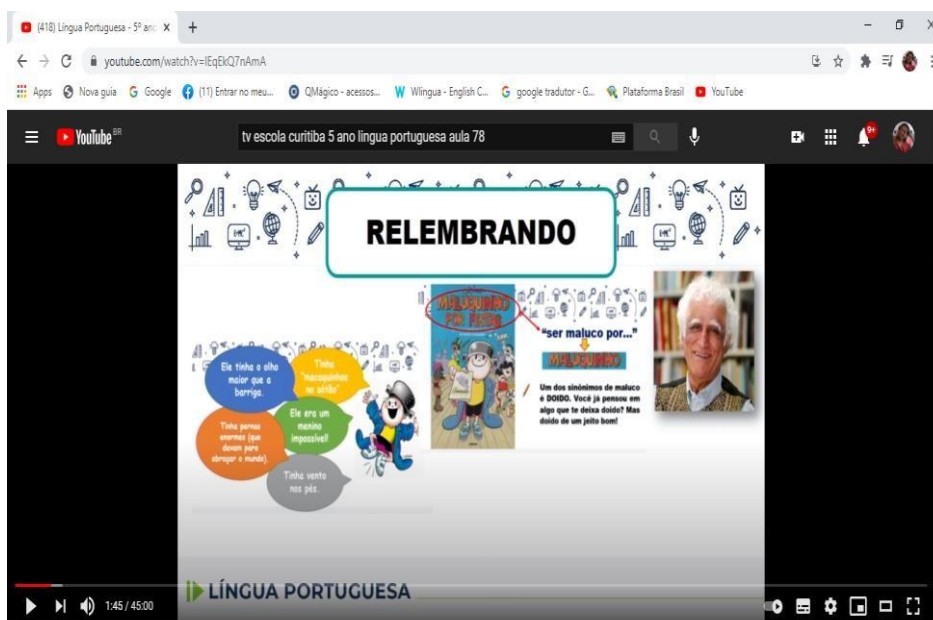 (418) Língua Portuguesa - 5º ano
youtube.com/watch?v=IEqEkQ7nAmA
Apps Nova guia Google (11) Entrar no meu... QMágico - acessos... Wlingua - English C... google tradutor - G... Plataforma Brasil YouTube
YouTube BR
tv escola curitiba 5 ano lingua portuguesa aula 78
9+
RELEMBRANDO
MALUQUINHO
POR
"ser maluco por..."
MALUQUINHO
Um dos sinônimos de maluco
é DOIDO. Você já pensou em
algo que te deixa doido? Mas
doido de um jeito bom!
Ele tinha o olho
maior que a
barriga.
Tinha
"macaquinhos
no sótão"
Ele era um
menino
impossível!
Tinha pernas
enormes (que
davam para
abraçar o mundo).
Tinha vento
nos pés.
LÍNGUA PORTUGUESA
1:45 / 45:00